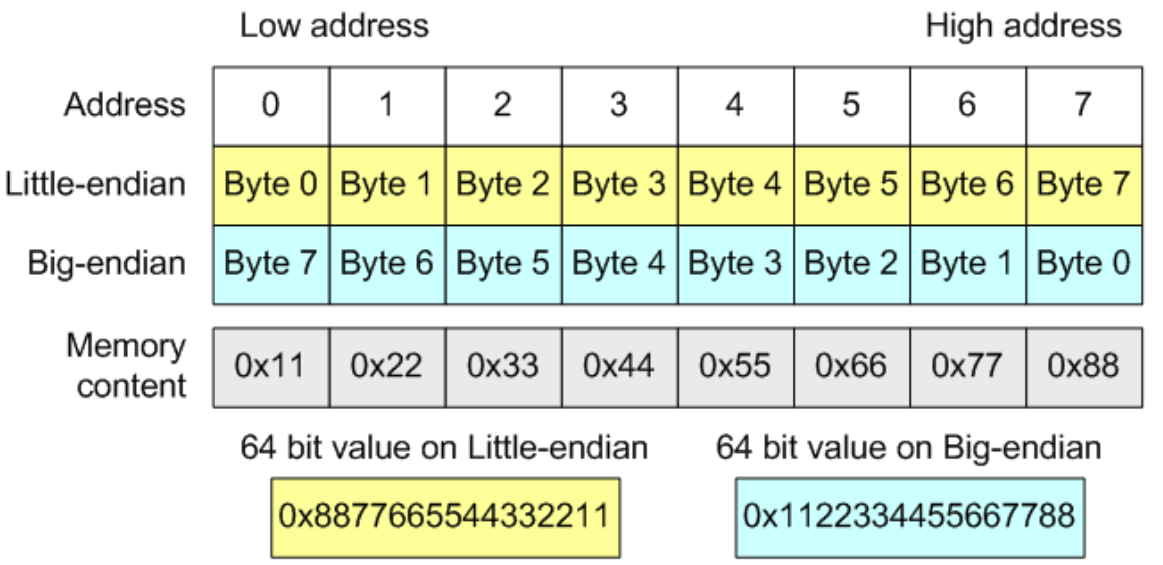 Low address High address
Address 0 1 2 3 4 5 6 7
Little-endian Byte 0 Byte 1 Byte 2 Byte 3 Byte 4 Byte 5 Byte 6 Byte 7
Big-endian Byte 7 Byte 6 Byte 5 Byte 4 Byte 3 Byte 2 Byte 1 Byte 0
Memory
content 0x11 0x22 0x33 0x44 0x55 0x66 0x77 0x88
64 bit value on Little-endian 64 bit value on Big-endian
0x8877665544332211 0x1122334455667788